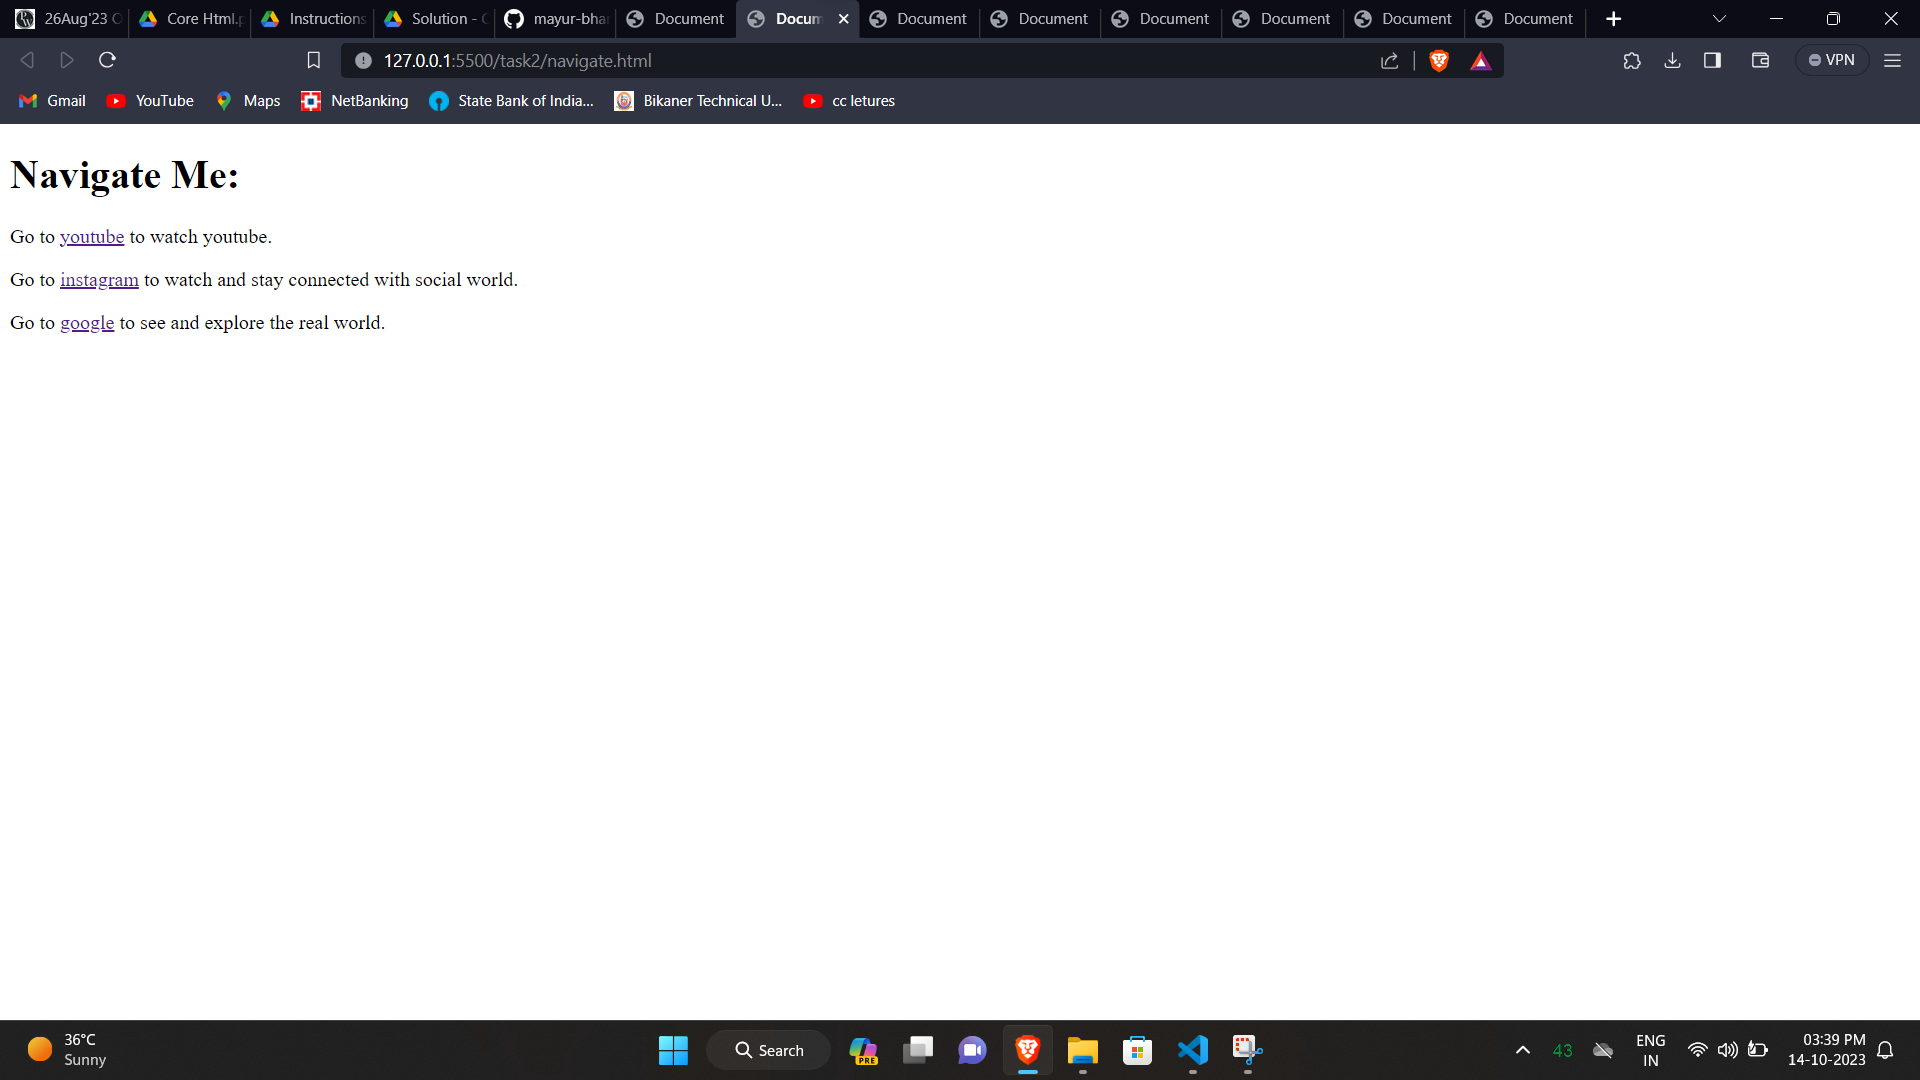 26Aug'23 O
Core Html.p
Instructions
Solution - C
mayur-bhar
Document
Docum
Document
Document
Document
Document
Document
Document
127.0.0.1:5500/task2/navigate.html
VPN
Gmail
YouTube
Maps
NetBanking
State Bank of India...
Bikaner Technical U...
cc letures
Navigate Me:
Go to youtube to watch youtube.
Go to instagram to watch and stay connected with social world.
Go to google to see and explore the real world.
36°C
Sunny
Search
PRE
43
ENG
IN
03:39 PM
14-10-2023